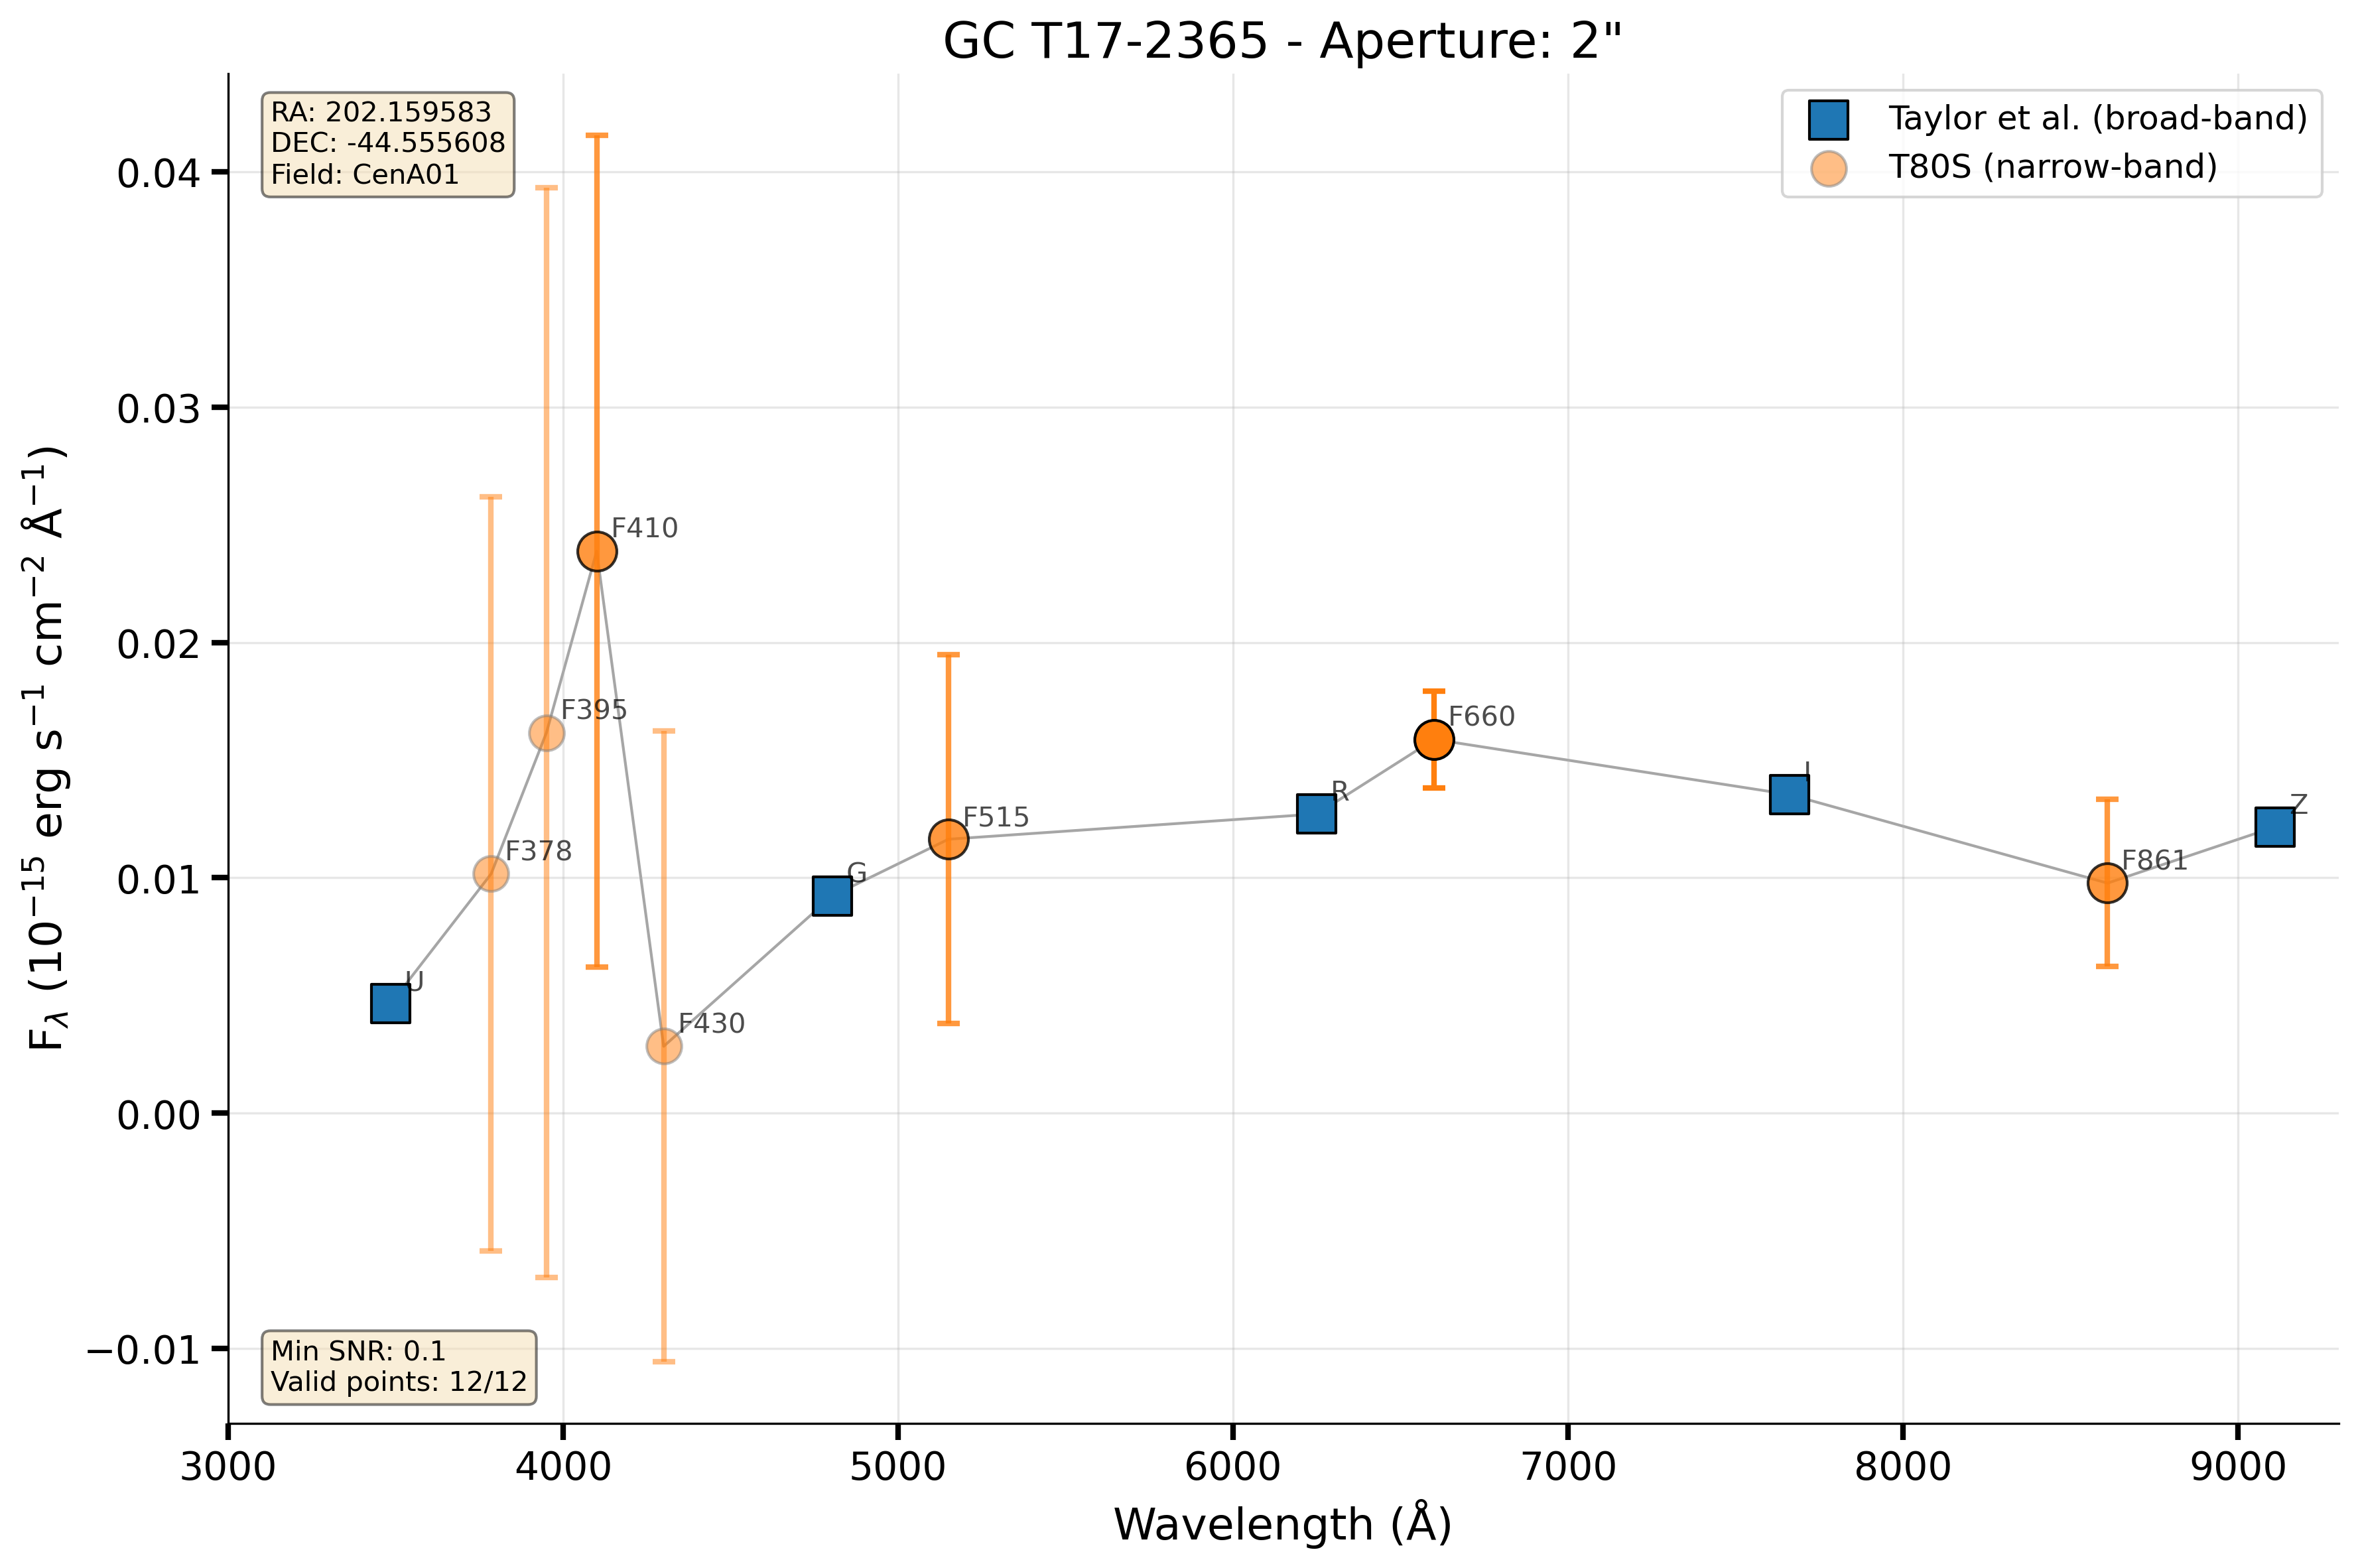 GC T17-2365 - Aperture: 2"
RA: 202.159583
DEC: -44.555608
Field: CenA01
Taylor et al. (broad-band)
T80S (narrow-band)
0.04
0.03
0.02
0.01
0.00
−0.01
F_λ (10⁻¹⁵ erg s⁻¹ cm⁻² Å⁻¹)
U
F378
F395
F410
F430
G
F515
R
F660
I
F861
Z
Min SNR: 0.1
Valid points: 12/12
3000 4000 5000 6000 7000 8000 9000
Wavelength (Å)